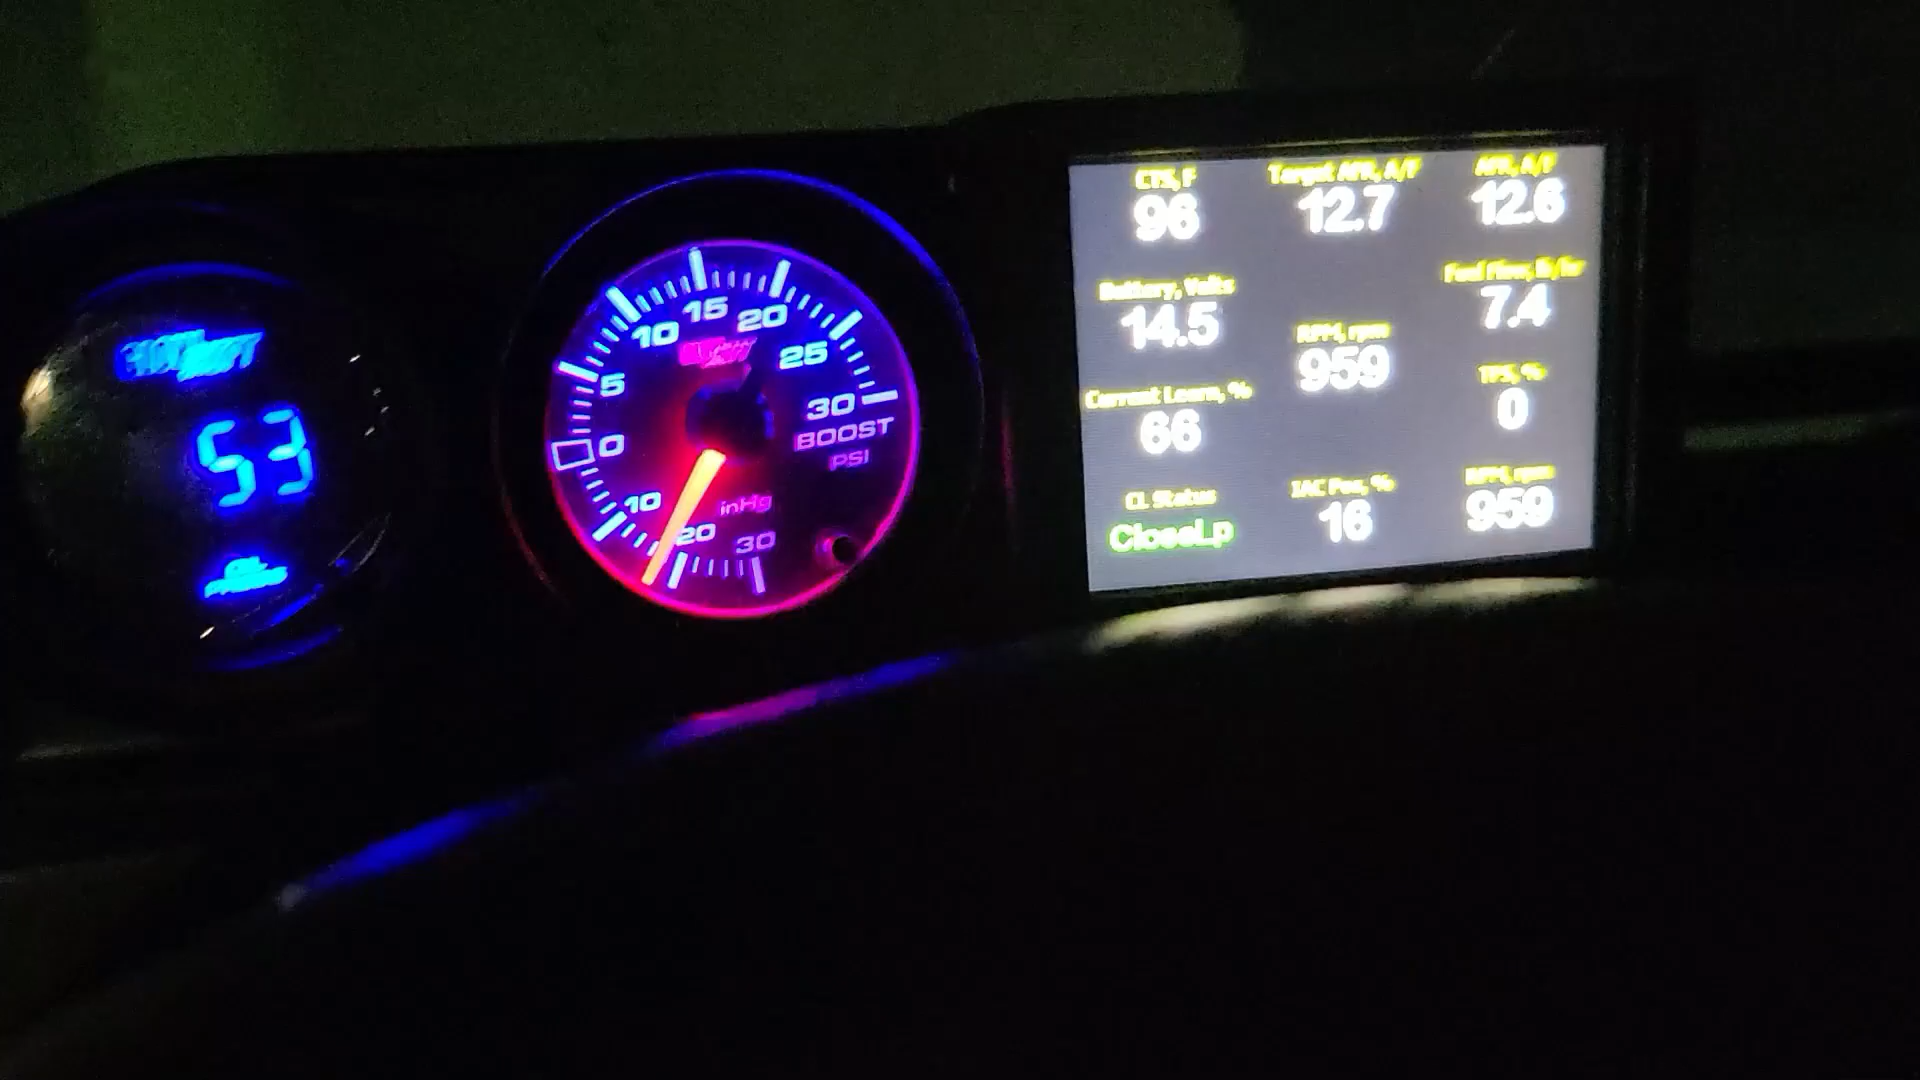 53
OIL
PRESS
0
5
10
15
20
25
30
BOOST
PSI
10
20
30
inHg
CTS, F
96
Target AFR, A/F
12.7
AFR, A/F
12.6
Battery, Volts
14.5
RPM, rpm
959
Fuel Flow, lb/hr
7.4
Current Learn, %
66
TPS, %
0
CL Status
CloseLp
IAC Pos, %
16
RPM, rpm
959